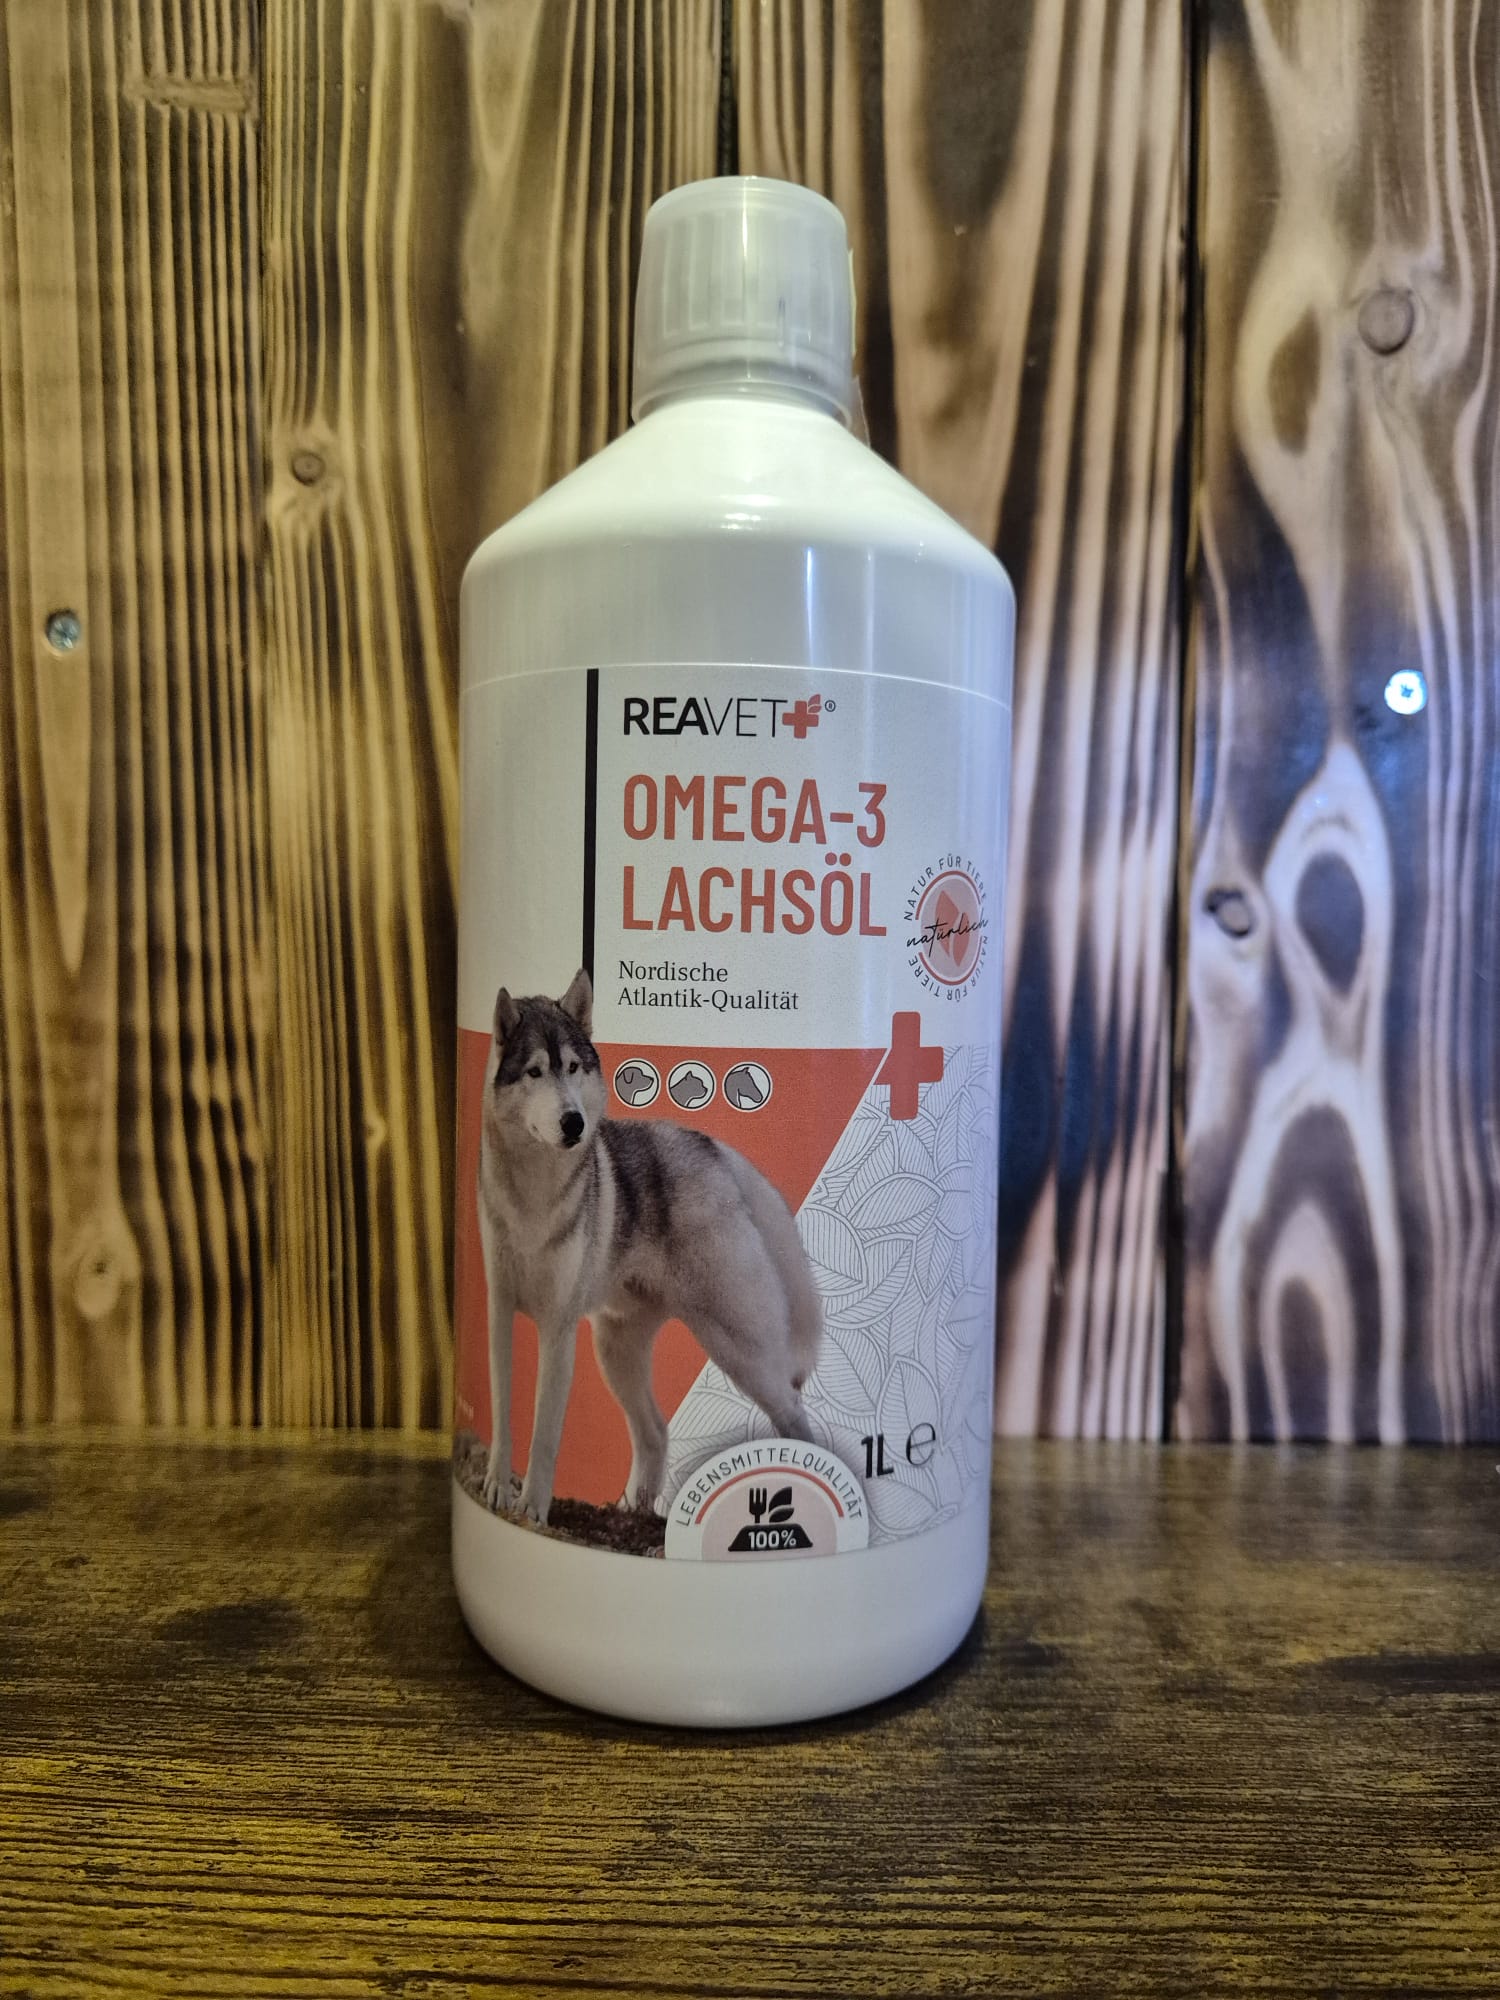 REAVET
®
OMEGA-3
LACHSÖL
NATUR FÜR TIERE NATUR FÜR TIERE
natürlich
Nordische
Atlantik-Qualität
1L ℮
LEBENSMITTELQUALITÄT
100%